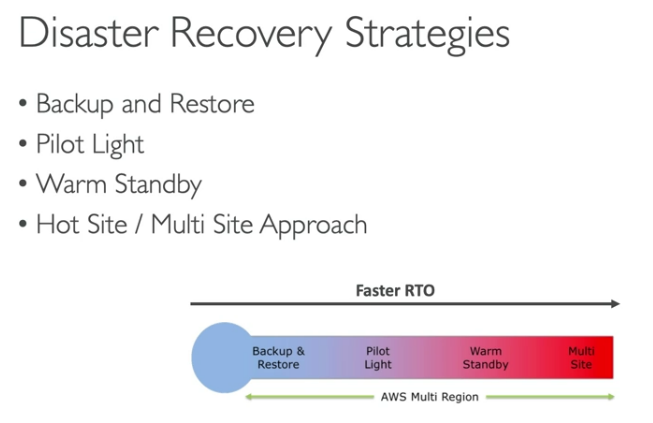 Disaster Recovery Strategies
• Backup and Restore
• Pilot Light
• Warm Standby
• Hot Site / Multi Site Approach
Faster RTO
Backup &
Restore
Pilot
Light
Warm
Standby
Multi
Site
AWS Multi Region